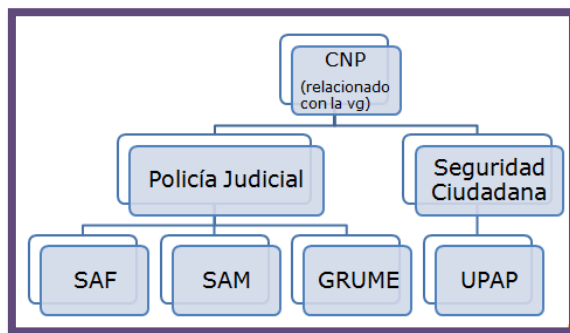 CNP
(relacionado
con la vg)
Policía Judicial
Seguridad
Ciudadana
SAF
SAM
GRUME
UPAP